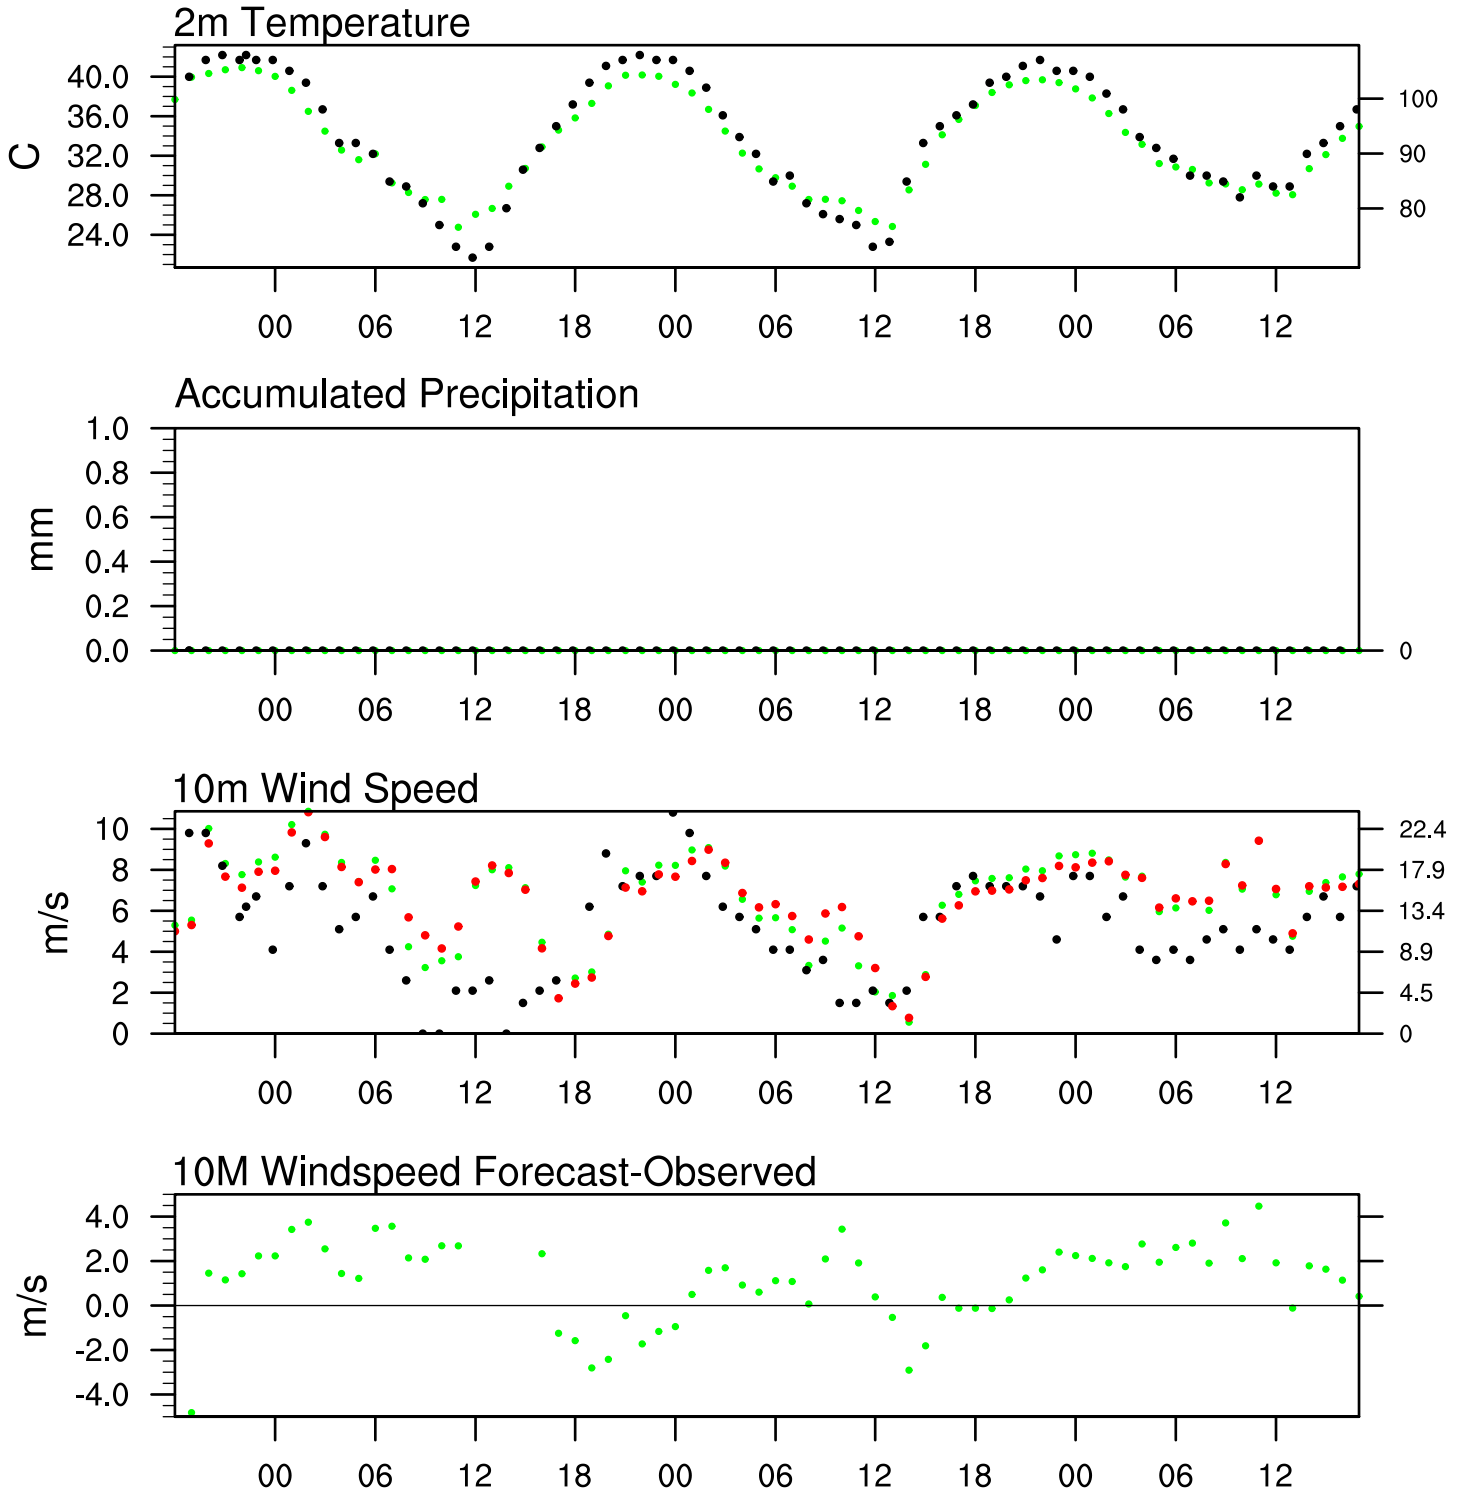 2m Temperature
40.0
36.0
32.0
28.0
24.0
C
100
90
80
00 06 12 18 00 06 12 18 00 06 12
Accumulated Precipitation
1.0
0.8
0.6
0.4
0.2
0.0
mm
0
00 06 12 18 00 06 12 18 00 06 12
10m Wind Speed
10
8
6
4
2
0
m/s
22.4
17.9
13.4
8.9
4.5
0
00 06 12 18 00 06 12 18 00 06 12
10M Windspeed Forecast-Observed
4.0
2.0
0.0
-2.0
-4.0
m/s
00 06 12 18 00 06 12 18 00 06 12